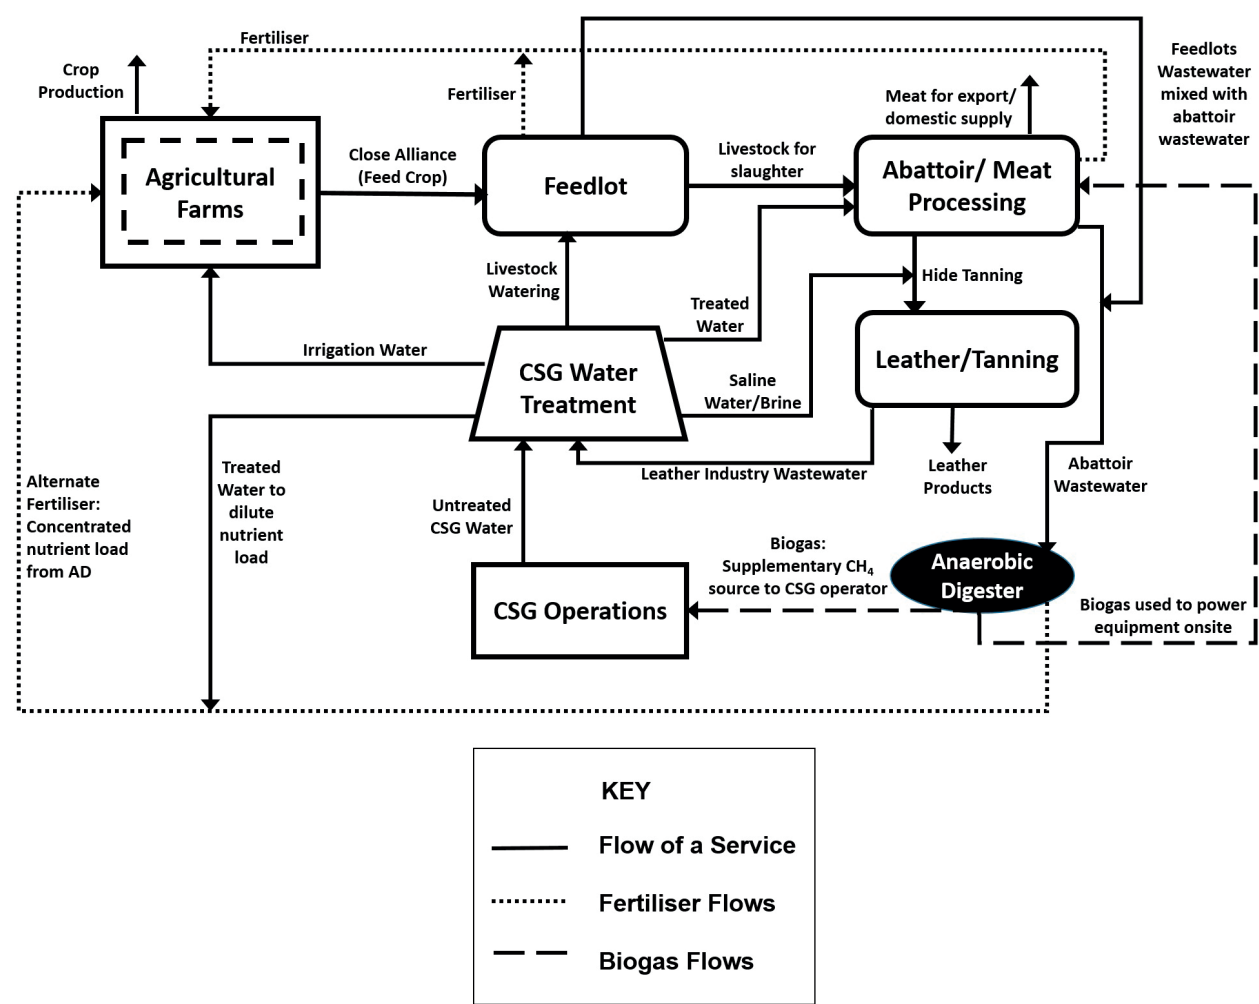 Fertiliser
Crop
Production
Fertiliser
Meat for export/
domestic supply
Feedlots
Wastewater
mixed with
abattoir
wastewater
Agricultural
Farms
Close Alliance
(Feed Crop)
Feedlot
Livestock for
slaughter
Abattoir/ Meat
Processing
Livestock
Watering
Treated
Water
Hide Tanning
Irrigation Water
CSG Water
Treatment
Saline
Water/Brine
Leather/Tanning
Leather Industry Wastewater
Leather
Products
Abattoir
Wastewater
Alternate
Fertiliser:
Concentrated
nutrient load
from AD
Treated
Water to
dilute
nutrient
load
Untreated
CSG Water
Biogas:
Supplementary CH₄
source to CSG operator
Anaerobic
Digester
CSG Operations
Biogas used to power
equipment onsite
KEY
Flow of a Service
Fertiliser Flows
Biogas Flows